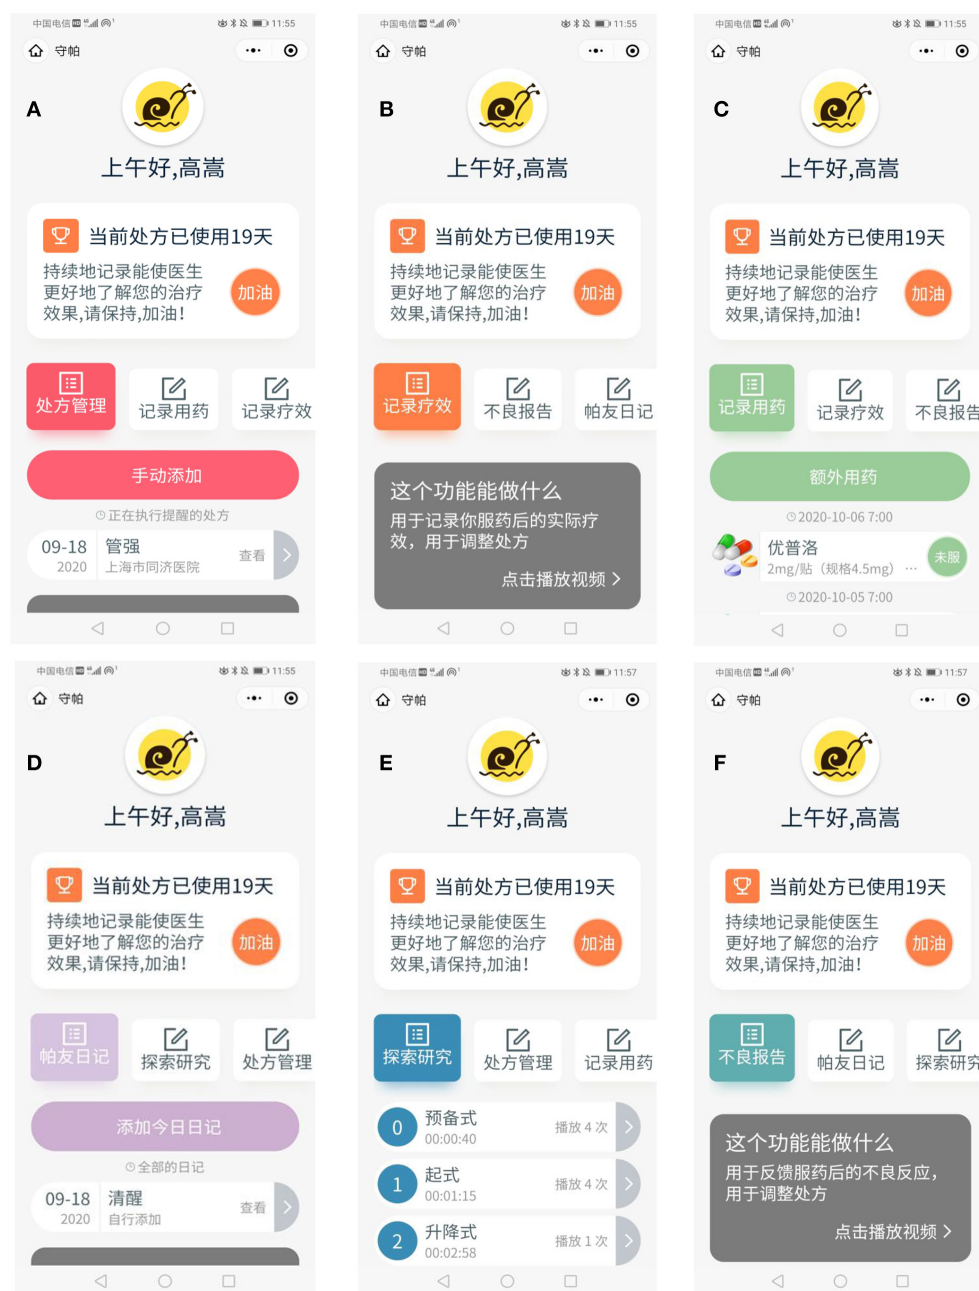 中国电信 HD 4G 11:55
守帕
A
上午好,高嵩
当前处方已使用19天
持续地记录能使医生
更好地了解您的治疗
效果,请保持,加油!
加油
处方管理
记录用药
记录疗效
手动添加
正在执行提醒的处方
09-18
2020
管强
上海市同济医院
查看
中国电信 HD 4G 11:55
守帕
B
上午好,高嵩
当前处方已使用19天
持续地记录能使医生
更好地了解您的治疗
效果,请保持,加油!
加油
记录疗效
不良报告
帕友日记
这个功能能做什么
用于记录你服药后的实际疗
效，用于调整处方
点击播放视频
中国电信 HD 4G 11:55
守帕
C
上午好,高嵩
当前处方已使用19天
持续地记录能使医生
更好地了解您的治疗
效果,请保持,加油!
加油
记录用药
记录疗效
不良报告
额外用药
2020-10-06 7:00
优普洛
2mg/贴（规格4.5mg） ···
未服
2020-10-05 7:00
中国电信 HD 4G 11:55
守帕
D
上午好,高嵩
当前处方已使用19天
持续地记录能使医生
更好地了解您的治疗
效果,请保持,加油!
加油
帕友日记
探索研究
处方管理
添加今日日记
全部的日记
09-18
2020
清醒
自行添加
查看
中国电信 HD 4G 11:57
守帕
E
上午好,高嵩
当前处方已使用19天
持续地记录能使医生
更好地了解您的治疗
效果,请保持,加油!
加油
探索研究
处方管理
记录用药
0
预备式
00:00:40
播放 4 次
1
起式
00:01:15
播放 4 次
2
升降式
00:02:58
播放 1 次
中国电信 HD 4G 11:57
守帕
F
上午好,高嵩
当前处方已使用19天
持续地记录能使医生
更好地了解您的治疗
效果,请保持,加油!
加油
不良报告
帕友日记
探索研究
这个功能能做什么
用于反馈服药后的不良反应，
用于调整处方
点击播放视频